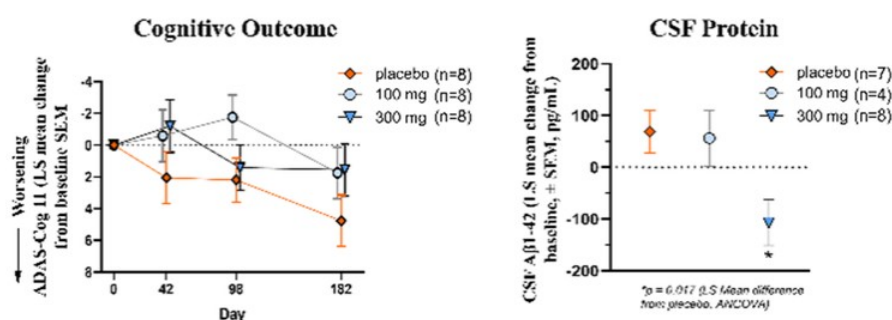 Cognitive Outcome
Worsening
ADAS-Cog 11 (LS mean change
from baseline SEM
-4
-2
0
2
4
6
8
0
42
98
182
Day
placebo (n=8)
100 mg (n=8)
300 mg (n=8)
CSF Protein
CSF Aβ1-42 (LS mean change from
baseline, ± SEM, pg/mL)
200
100
0
-100
-200
placebo (n=7)
100 mg (n=4)
300 mg (n=8)
*
(LS Mean difference
from placebo, ANCOVA)